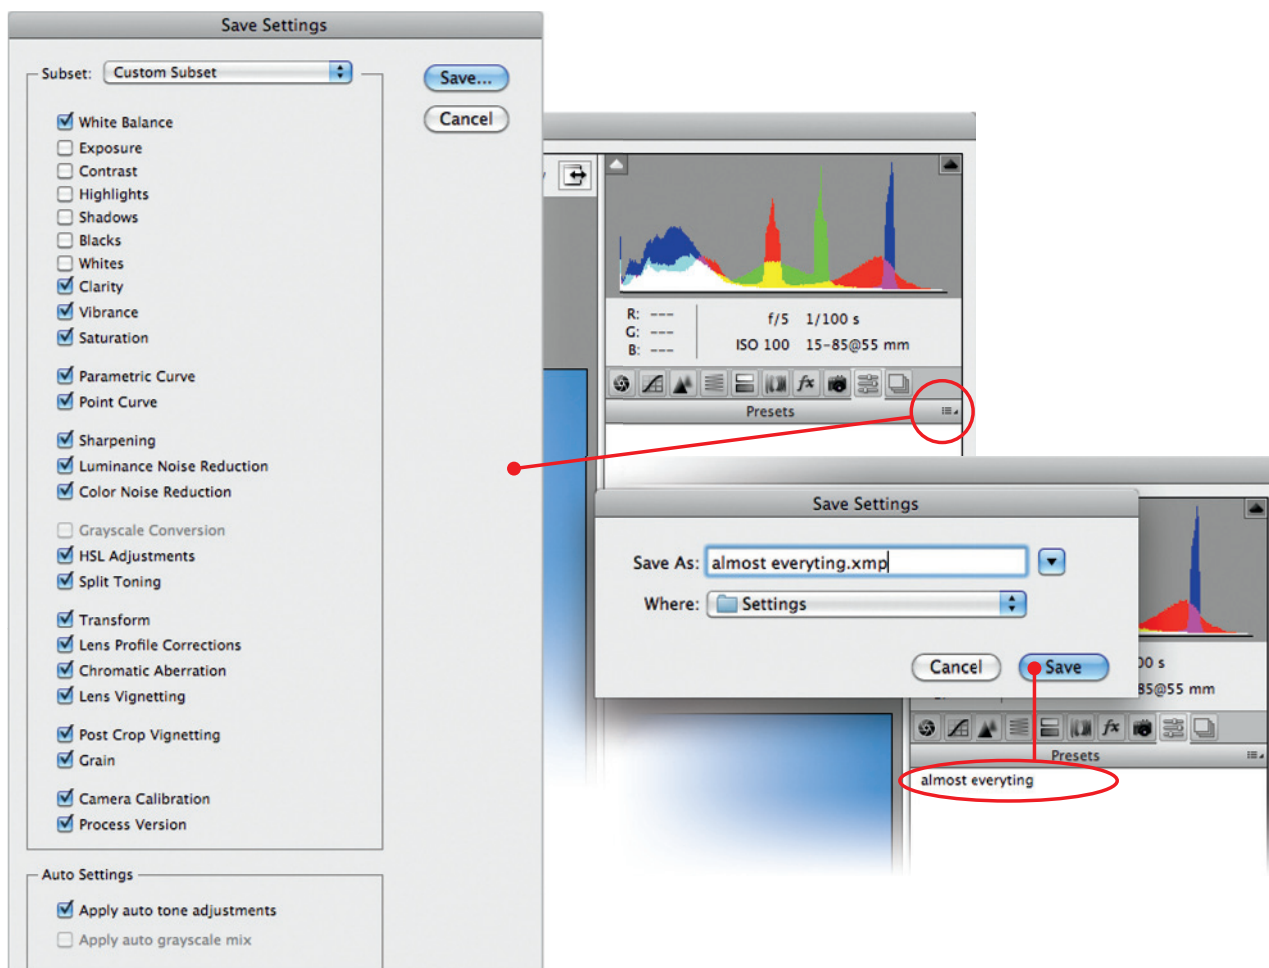 Save Settings
Subset: Custom Subset
Save...
Cancel
White Balance
Exposure
Contrast
Highlights
Shadows
Blacks
Whites
Clarity
Vibrance
Saturation
Parametric Curve
Point Curve
Sharpening
Luminance Noise Reduction
Color Noise Reduction
Grayscale Conversion
HSL Adjustments
Split Toning
Transform
Lens Profile Corrections
Chromatic Aberration
Lens Vignetting
Post Crop Vignetting
Grain
Camera Calibration
Process Version
Auto Settings
Apply auto tone adjustments
Apply auto grayscale mix
R: ---
G: ---
B: ---
f/5 1/100 s
ISO 100 15-85@55 mm
fx
Presets
Save Settings
Save As: almost everyting.xmp
Where: Settings
Cancel Save
00 s
85@55 mm
fx
Presets
almost everyting